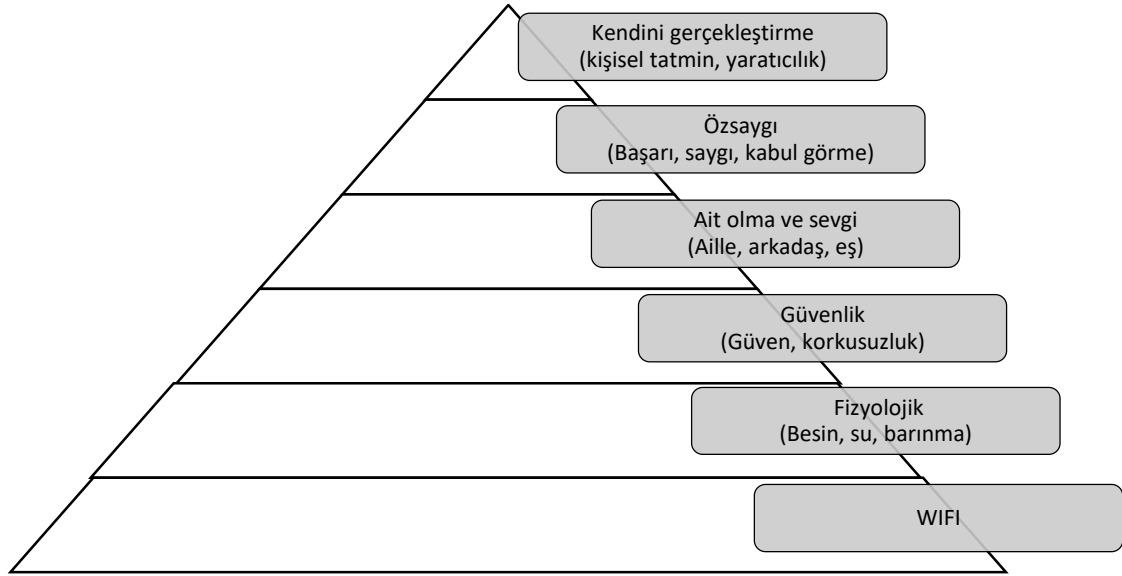 Kendini gerçekleştirme
(kişisel tatmin, yaratıcılık)
Özsaygı
(Başarı, saygı, kabul görme)
Ait olma ve sevgi
(Aille, arkadaş, eş)
Güvenlik
(Güven, korkusuzluk)
Fizyolojik
(Besin, su, barınma)
WIFI